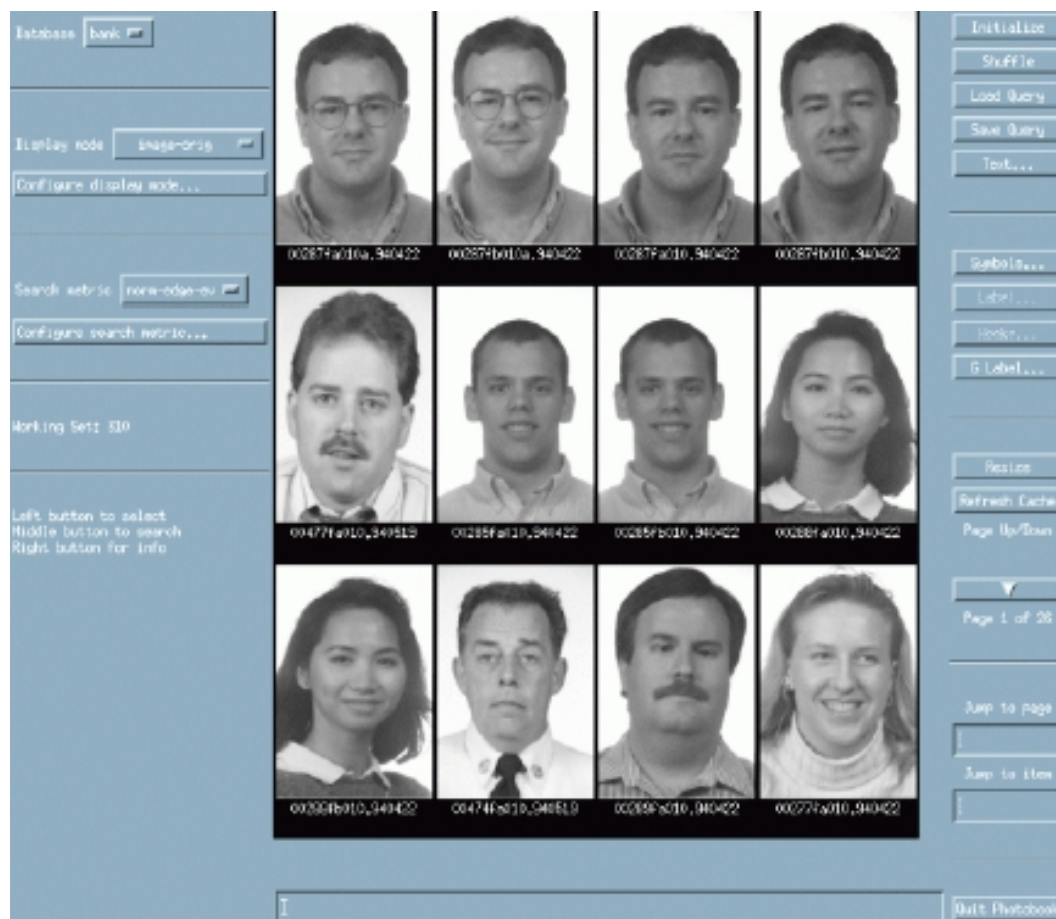 Database bank
Display mode image-orig
Configure display mode...
Search metric norm-edge-ev
Configure search metric...
Working Set: 310
Left button to select
Middle button to search
Right button for info
00287fa010a,940422 00287fb010a,940422 00287fa010,940422 00287fb010,940422
00477fa010,940519 00285fa010,940422 00285fb010,940422 00288fa010,940422
00288fb010,940422 00474fa010,940519 00289fa010,940422 00277fa010,940422
Initialize
Shuffle
Load Query
Save Query
Text...
Symbols...
Label...
Hooks...
G Label...
Resize
Refresh Cache
Page Up/Down
Page 1 of 26
Jump to page
Jump to item
Quit Photobook